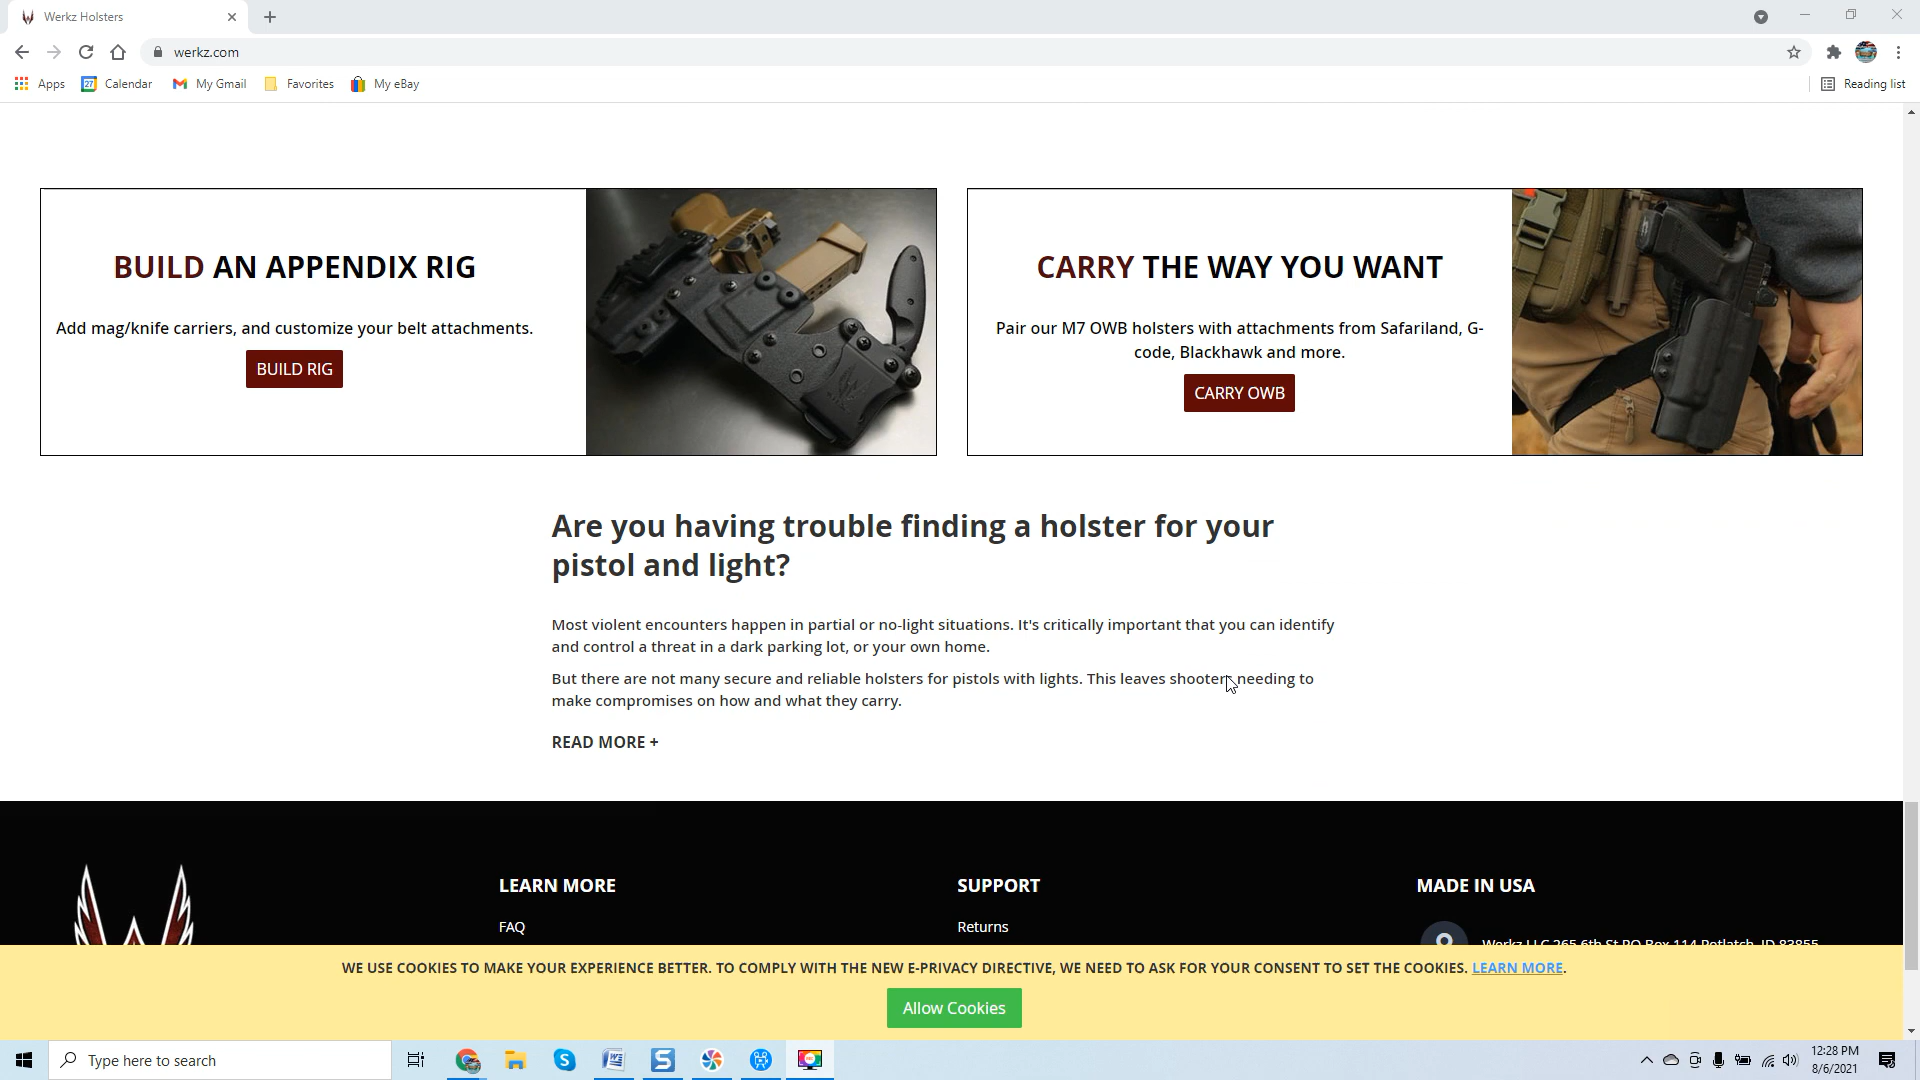 Werkz Holsters
werkz.com
Apps
27
Calendar
My Gmail
Favorites
My eBay
Reading list
BUILD AN APPENDIX RIG
Add mag/knife carriers, and customize your belt attachments.
BUILD RIG
CARRY THE WAY YOU WANT
Pair our M7 OWB holsters with attachments from Safariland, G-
code, Blackhawk and more.
CARRY OWB
Are you having trouble finding a holster for your
pistol and light?
Most violent encounters happen in partial or no-light situations. It's critically important that you can identify
and control a threat in a dark parking lot, or your own home.
But there are not many secure and reliable holsters for pistols with lights. This leaves shooters needing to
make compromises on how and what they carry.
READ MORE +
LEARN MORE
FAQ
SUPPORT
Returns
MADE IN USA
Werkz LLC 265 6th St PO Box 114 Potlatch, ID 83855
WE USE COOKIES TO MAKE YOUR EXPERIENCE BETTER. TO COMPLY WITH THE NEW E-PRIVACY DIRECTIVE, WE NEED TO ASK FOR YOUR CONSENT TO SET THE COOKIES. LEARN MORE.
Allow Cookies
Type here to search
12:28 PM
8/6/2021